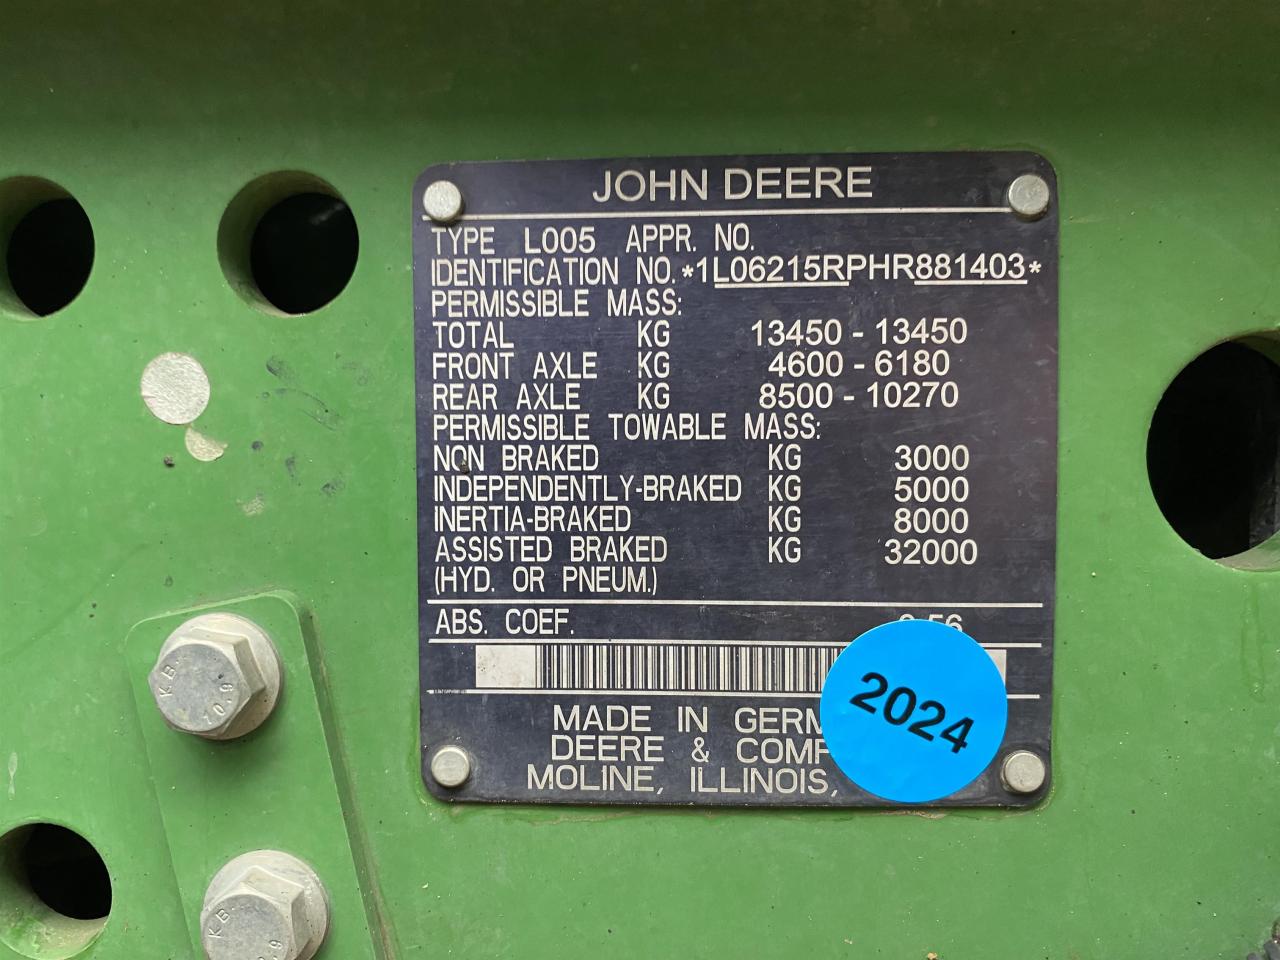 JOHN DEERE
TYPE L005 APPR. NO.
IDENTIFICATION NO. *1L06215RPHR881403*
PERMISSIBLE MASS:
TOTAL KG 13450 - 13450
FRONT AXLE KG 4600 - 6180
REAR AXLE KG 8500 - 10270
PERMISSIBLE TOWABLE MASS:
NON BRAKED KG 3000
INDEPENDENTLY-BRAKED KG 5000
INERTIA-BRAKED KG 8000
ASSISTED BRAKED KG 32000
(HYD. OR PNEUM.)
ABS. COEF.
MADE IN GERM
DEERE & COMP
MOLINE, ILLINOIS,
2024
KB.
10.9
KB.